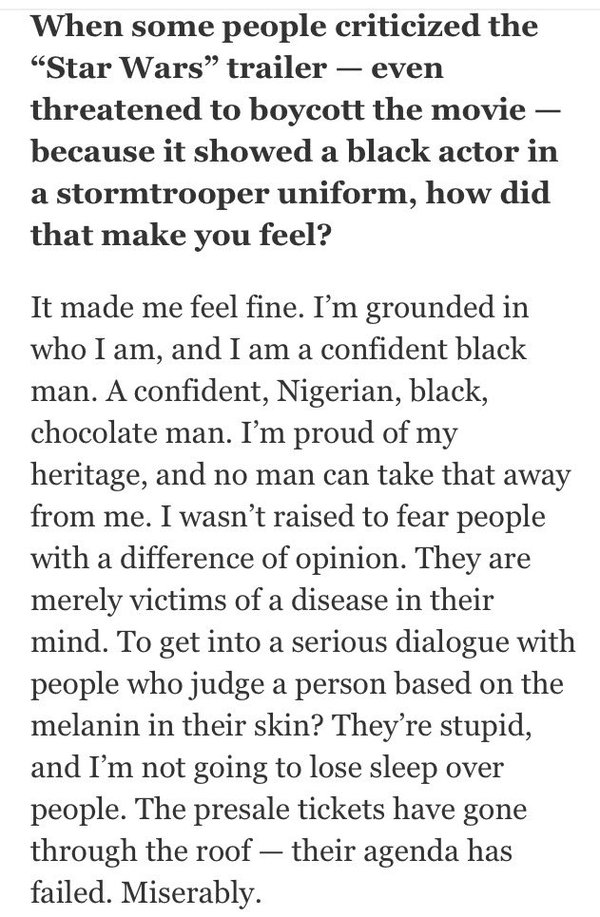 When some people criticized the
“Star Wars” trailer — even
threatened to boycott the movie —
because it showed a black actor in
a stormtrooper uniform, how did
that make you feel?
It made me feel fine. I’m grounded in
who I am, and I am a confident black
man. A confident, Nigerian, black,
chocolate man. I’m proud of my
heritage, and no man can take that away
from me. I wasn’t raised to fear people
with a difference of opinion. They are
merely victims of a disease in their
mind. To get into a serious dialogue with
people who judge a person based on the
melanin in their skin? They’re stupid,
and I’m not going to lose sleep over
people. The presale tickets have gone
through the roof — their agenda has
failed. Miserably.